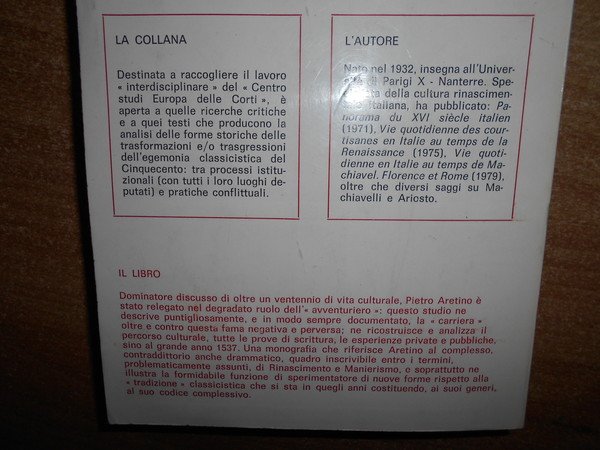 LA COLLANA
Destinata a raccogliere il lavoro
« interdisciplinare » del « Centro
studi Europa delle Corti », è
aperta a quelle ricerche critiche
e a quei testi che producono la
analisi delle forme storiche delle
trasformazioni e/o trasgressioni
dell'egemonia classicistica del
Cinquecento: tra processi istitu-
zionali (con tutti i loro luoghi de-
putati) e pratiche conflittuali.
L'AUTORE
Nato nel 1932, insegna all'Univer-
di Parigi X - Nanterre. Spe-
della cultura rinascimen-
italiana, ha pubblicato: Pa-
norama du XVI siècle italien
(1971), Vie quotidienne des cour-
tisanes en Italie au temps de la
Renaissance (1975), Vie quoti-
dienne en Italie au temps de Ma-
chiavel. Florence et Rome (1979),
oltre che diversi saggi su Ma-
chiavelli e Ariosto.
IL LIBRO
Dominatore discusso di oltre un ventennio di vita culturale, Pietro Aretino è
stato relegato nel degradato ruolo dell'« avventuriero »: questo studio ne
descrive puntigliosamente, e in modo sempre documentato, la « carriera »
oltre e contro questa fama negativa e perversa; ne ricostruisce e analizza il
percorso culturale, tutte le prove di scrittura, le esperienze private e pubbliche,
sino al grande anno 1537. Una monografia che riferisce Aretino al complesso,
contraddittorio anche drammatico, quadro inscrivibile entro i termini,
problematicamente assunti, di Rinascimento e Manierismo, e soprattutto ne
illustra la formidabile funzione di sperimentatore di nuove forme rispetto alla
« tradizione » classicistica che si sta in quegli anni costituendo, ai suoi generi,
al suo codice complessivo.